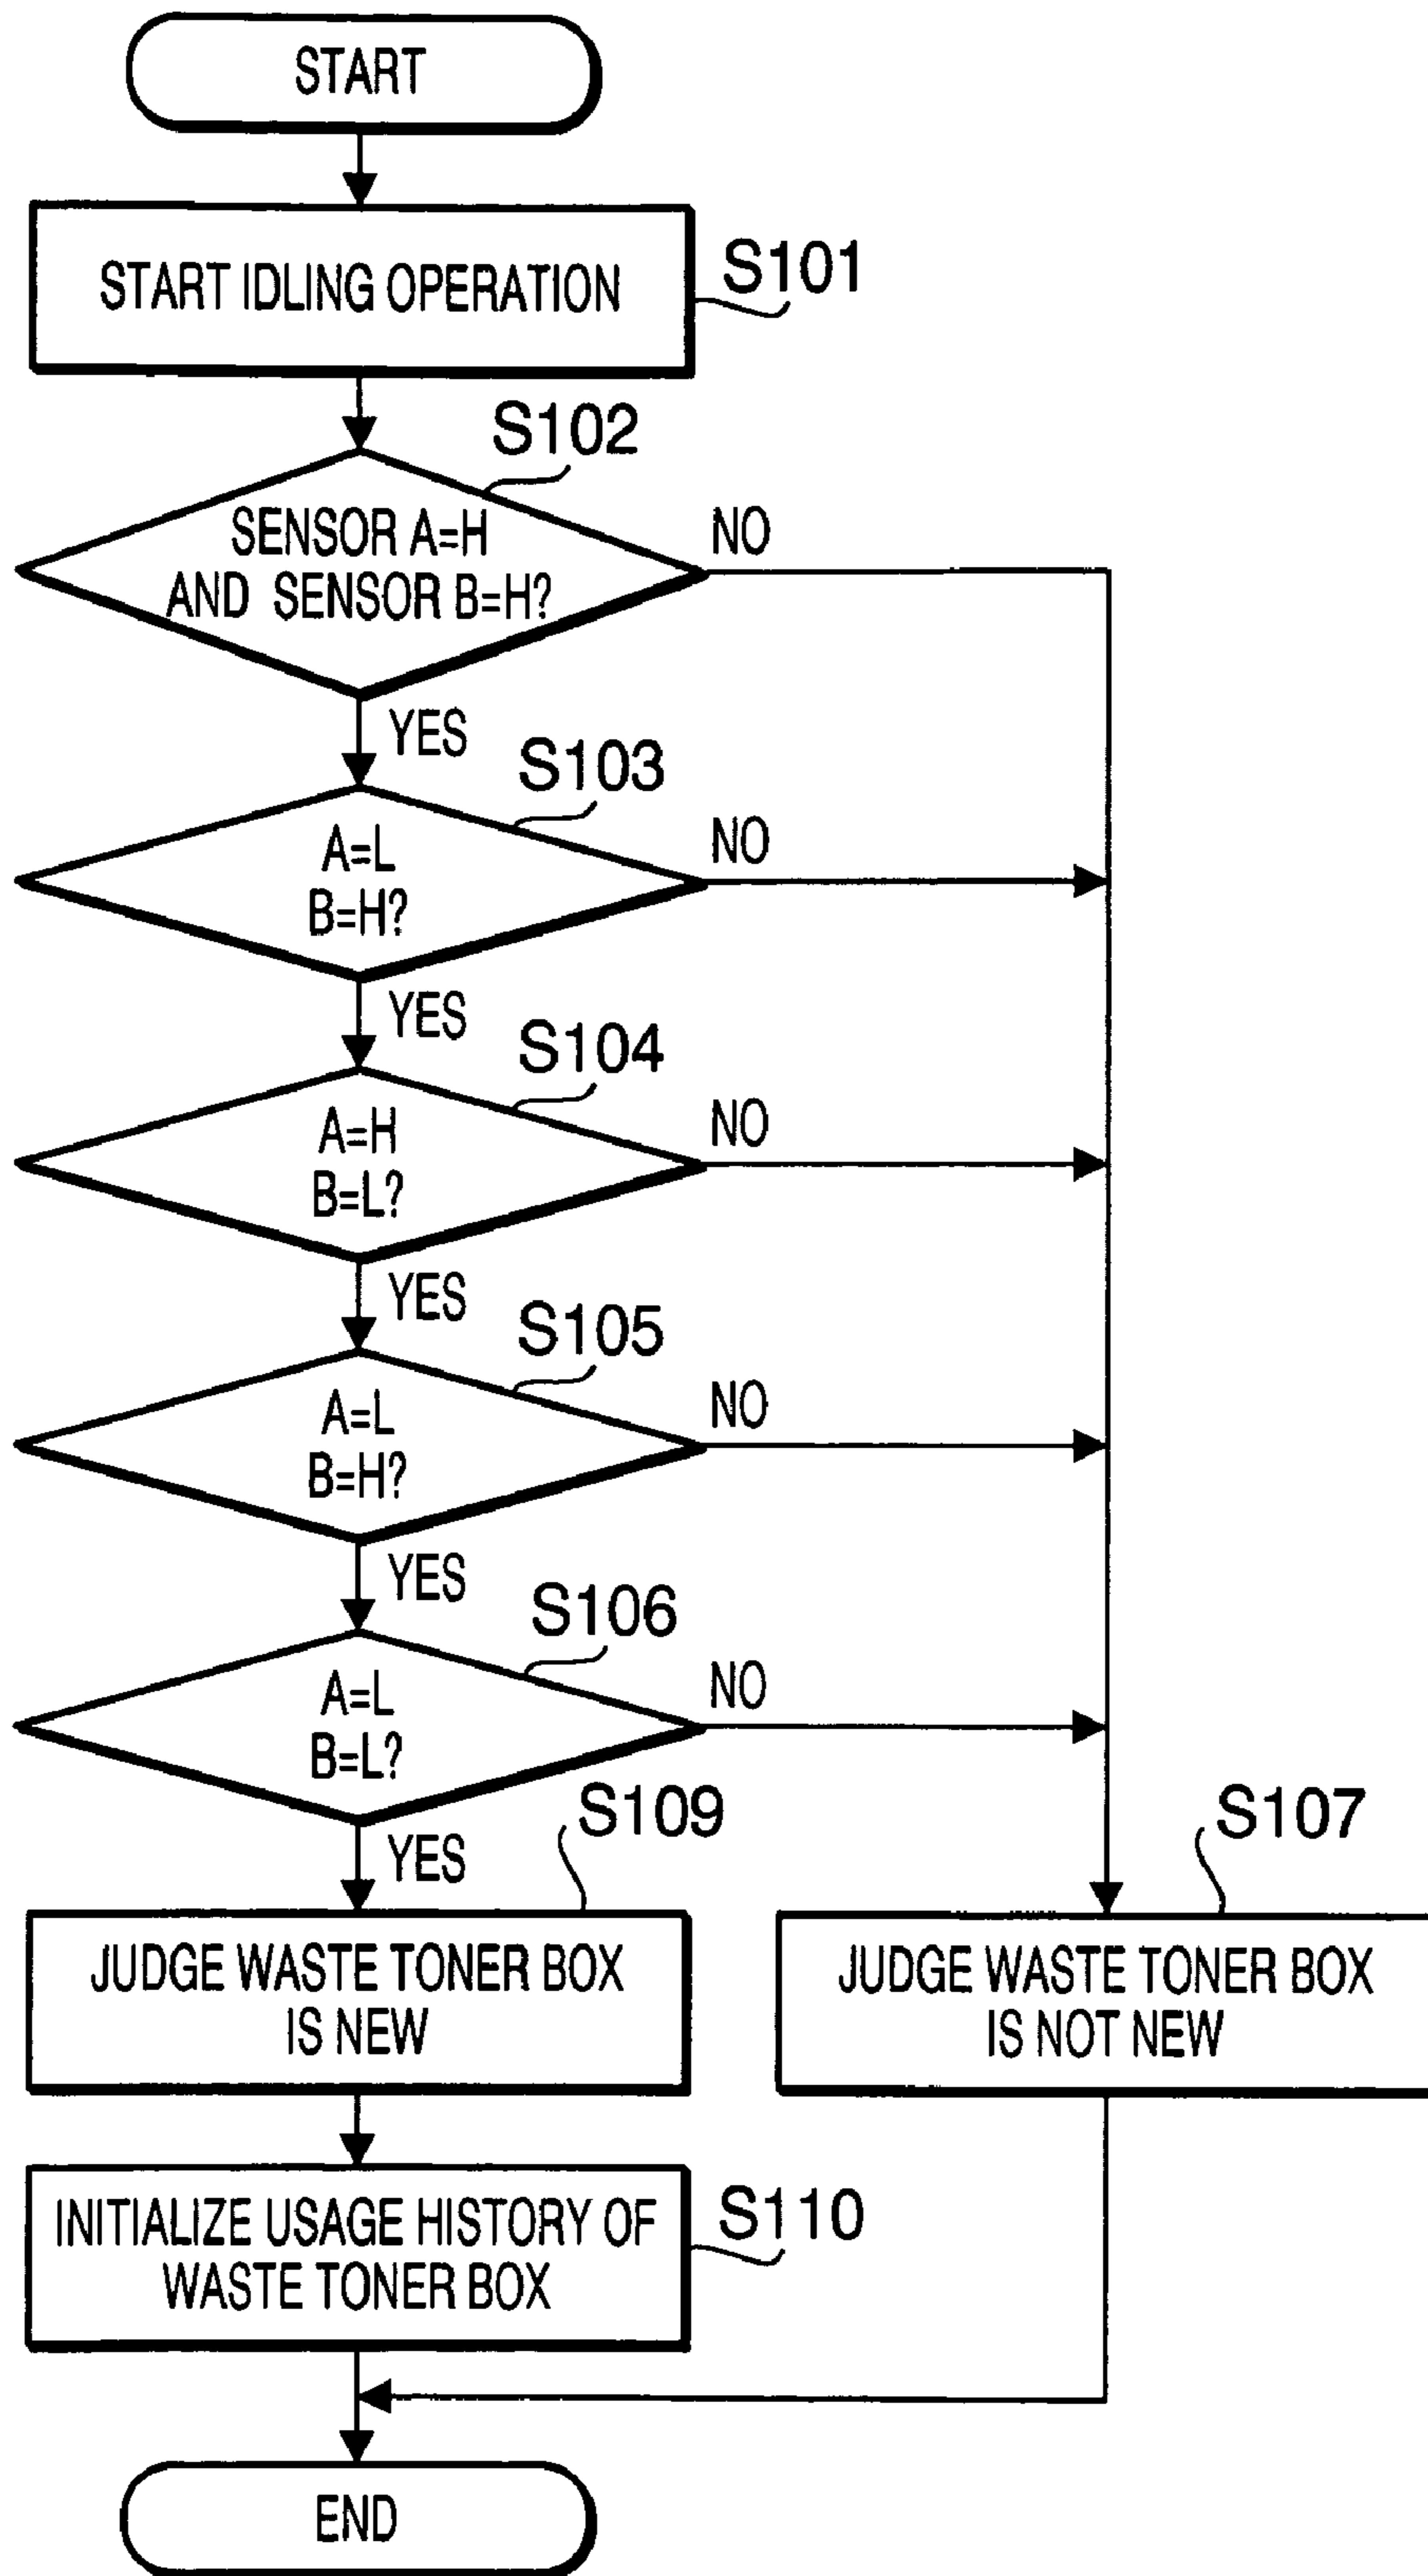 START
START IDLING OPERATION
S101
S102
SENSOR A=H
AND SENSOR B=H?
NO
YES
S103
A=L
B=H?
NO
YES
S104
A=H
B=L?
NO
YES
S105
A=L
B=H?
NO
YES
S106
A=L
B=L?
NO
YES
S109
JUDGE WASTE TONER BOX
IS NEW
S107
JUDGE WASTE TONER BOX
IS NOT NEW
INITIALIZE USAGE HISTORY OF
WASTE TONER BOX
S110
END